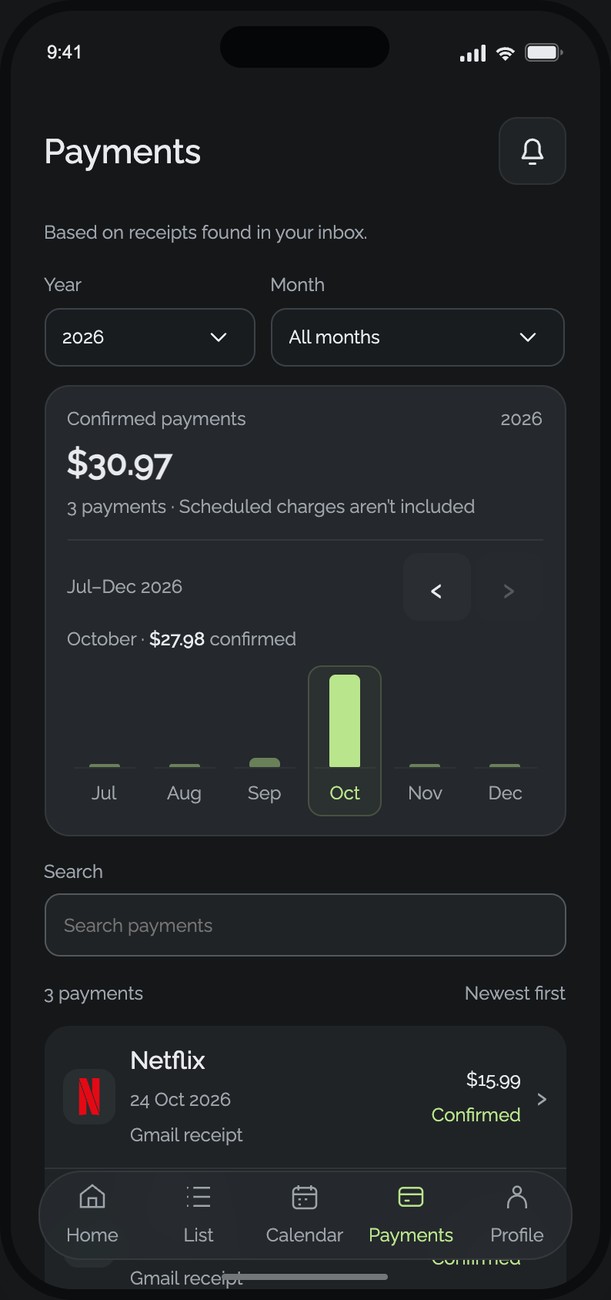 9:41
Payments
Based on receipts found in your inbox.
Year Month
2026 All months
Confirmed payments 2026
$30.97
3 payments · Scheduled charges aren't included
Jul–Dec 2026 < >
October · $27.98 confirmed
Jul Aug Sep Oct Nov Dec
Search
Search payments
3 payments Newest first
Netflix
$15.99
24 Oct 2026
Confirmed >
Gmail receipt
Home List Calendar Payments Profile
Confirmed
Gmail receipt